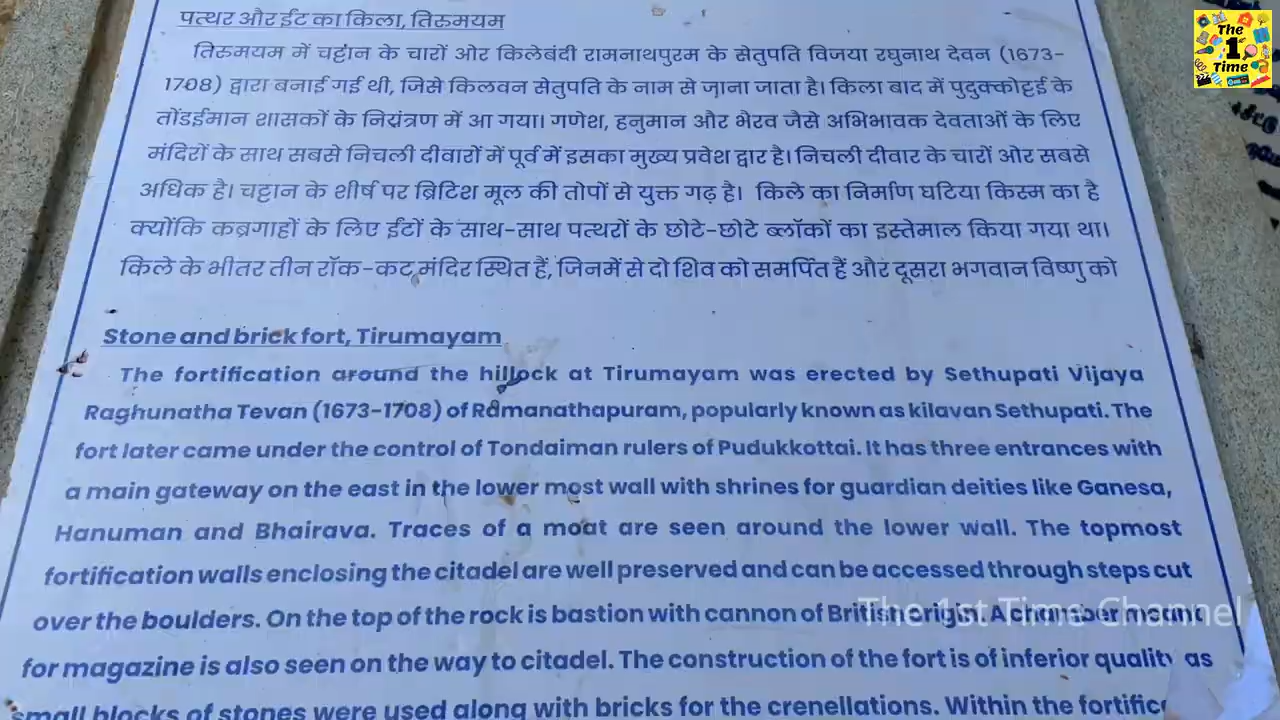 पत्थर और ईंट का किला, तिरुमयम
तिरुमयम में चट्टान के चारों ओर किलेबंदी रामनाथपुरम के सेतुपति विजया रघुनाथ देवन (1673-
1708) द्वारा बनाई गई थी, जिसे किलवन सेतुपति के नाम से जाना जाता है। किला बाद में पुदुक्कोट्टई के
तोंडईमान शासकों के नियंत्रण में आ गया। गणेश, हनुमान और भैरव जैसे अभिभावक देवताओं के लिए
मंदिरों के साथ सबसे निचली दीवारों में पूर्व में इसका मुख्य प्रवेश द्वार है। निचली दीवार के चारों ओर सबसे
अधिक है। चट्टान के शीर्ष पर ब्रिटिश मूल की तोपों से युक्त गढ़ है। किले का निर्माण घटिया किस्म का है
क्योंकि कब्रगाहों के लिए ईंटों के साथ-साथ पत्थरों के छोटे-छोटे ब्लॉकों का इस्तेमाल किया गया था।
किले के भीतर तीन रॉक-कट मंदिर स्थित हैं, जिनमें से दो शिव को समर्पित हैं और दूसरा भगवान विष्णु को
Stone and brick fort, Tirumayam
The fortification around the hillock at Tirumayam was erected by Sethupati Vijaya
Raghunatha Tevan (1673-1708) of Ramanathapuram, popularly known as kilavan Sethupati. The
fort later came under the control of Tondaiman rulers of Pudukkottai. It has three entrances with
a main gateway on the east in the lower most wall with shrines for guardian deities like Ganesa,
Hanuman and Bhairava. Traces of a moat are seen around the lower wall. The topmost
fortification walls enclosing the citadel are well preserved and can be accessed through steps cut
over the boulders. On the top of the rock is bastion with cannon of British origin. A chamber meant
for magazine is also seen on the way to citadel. The construction of the fort is of inferior quality as
small blocks of stones were used along with bricks for the crenellations. Within the
The 1st Time
The 1st Time Channel